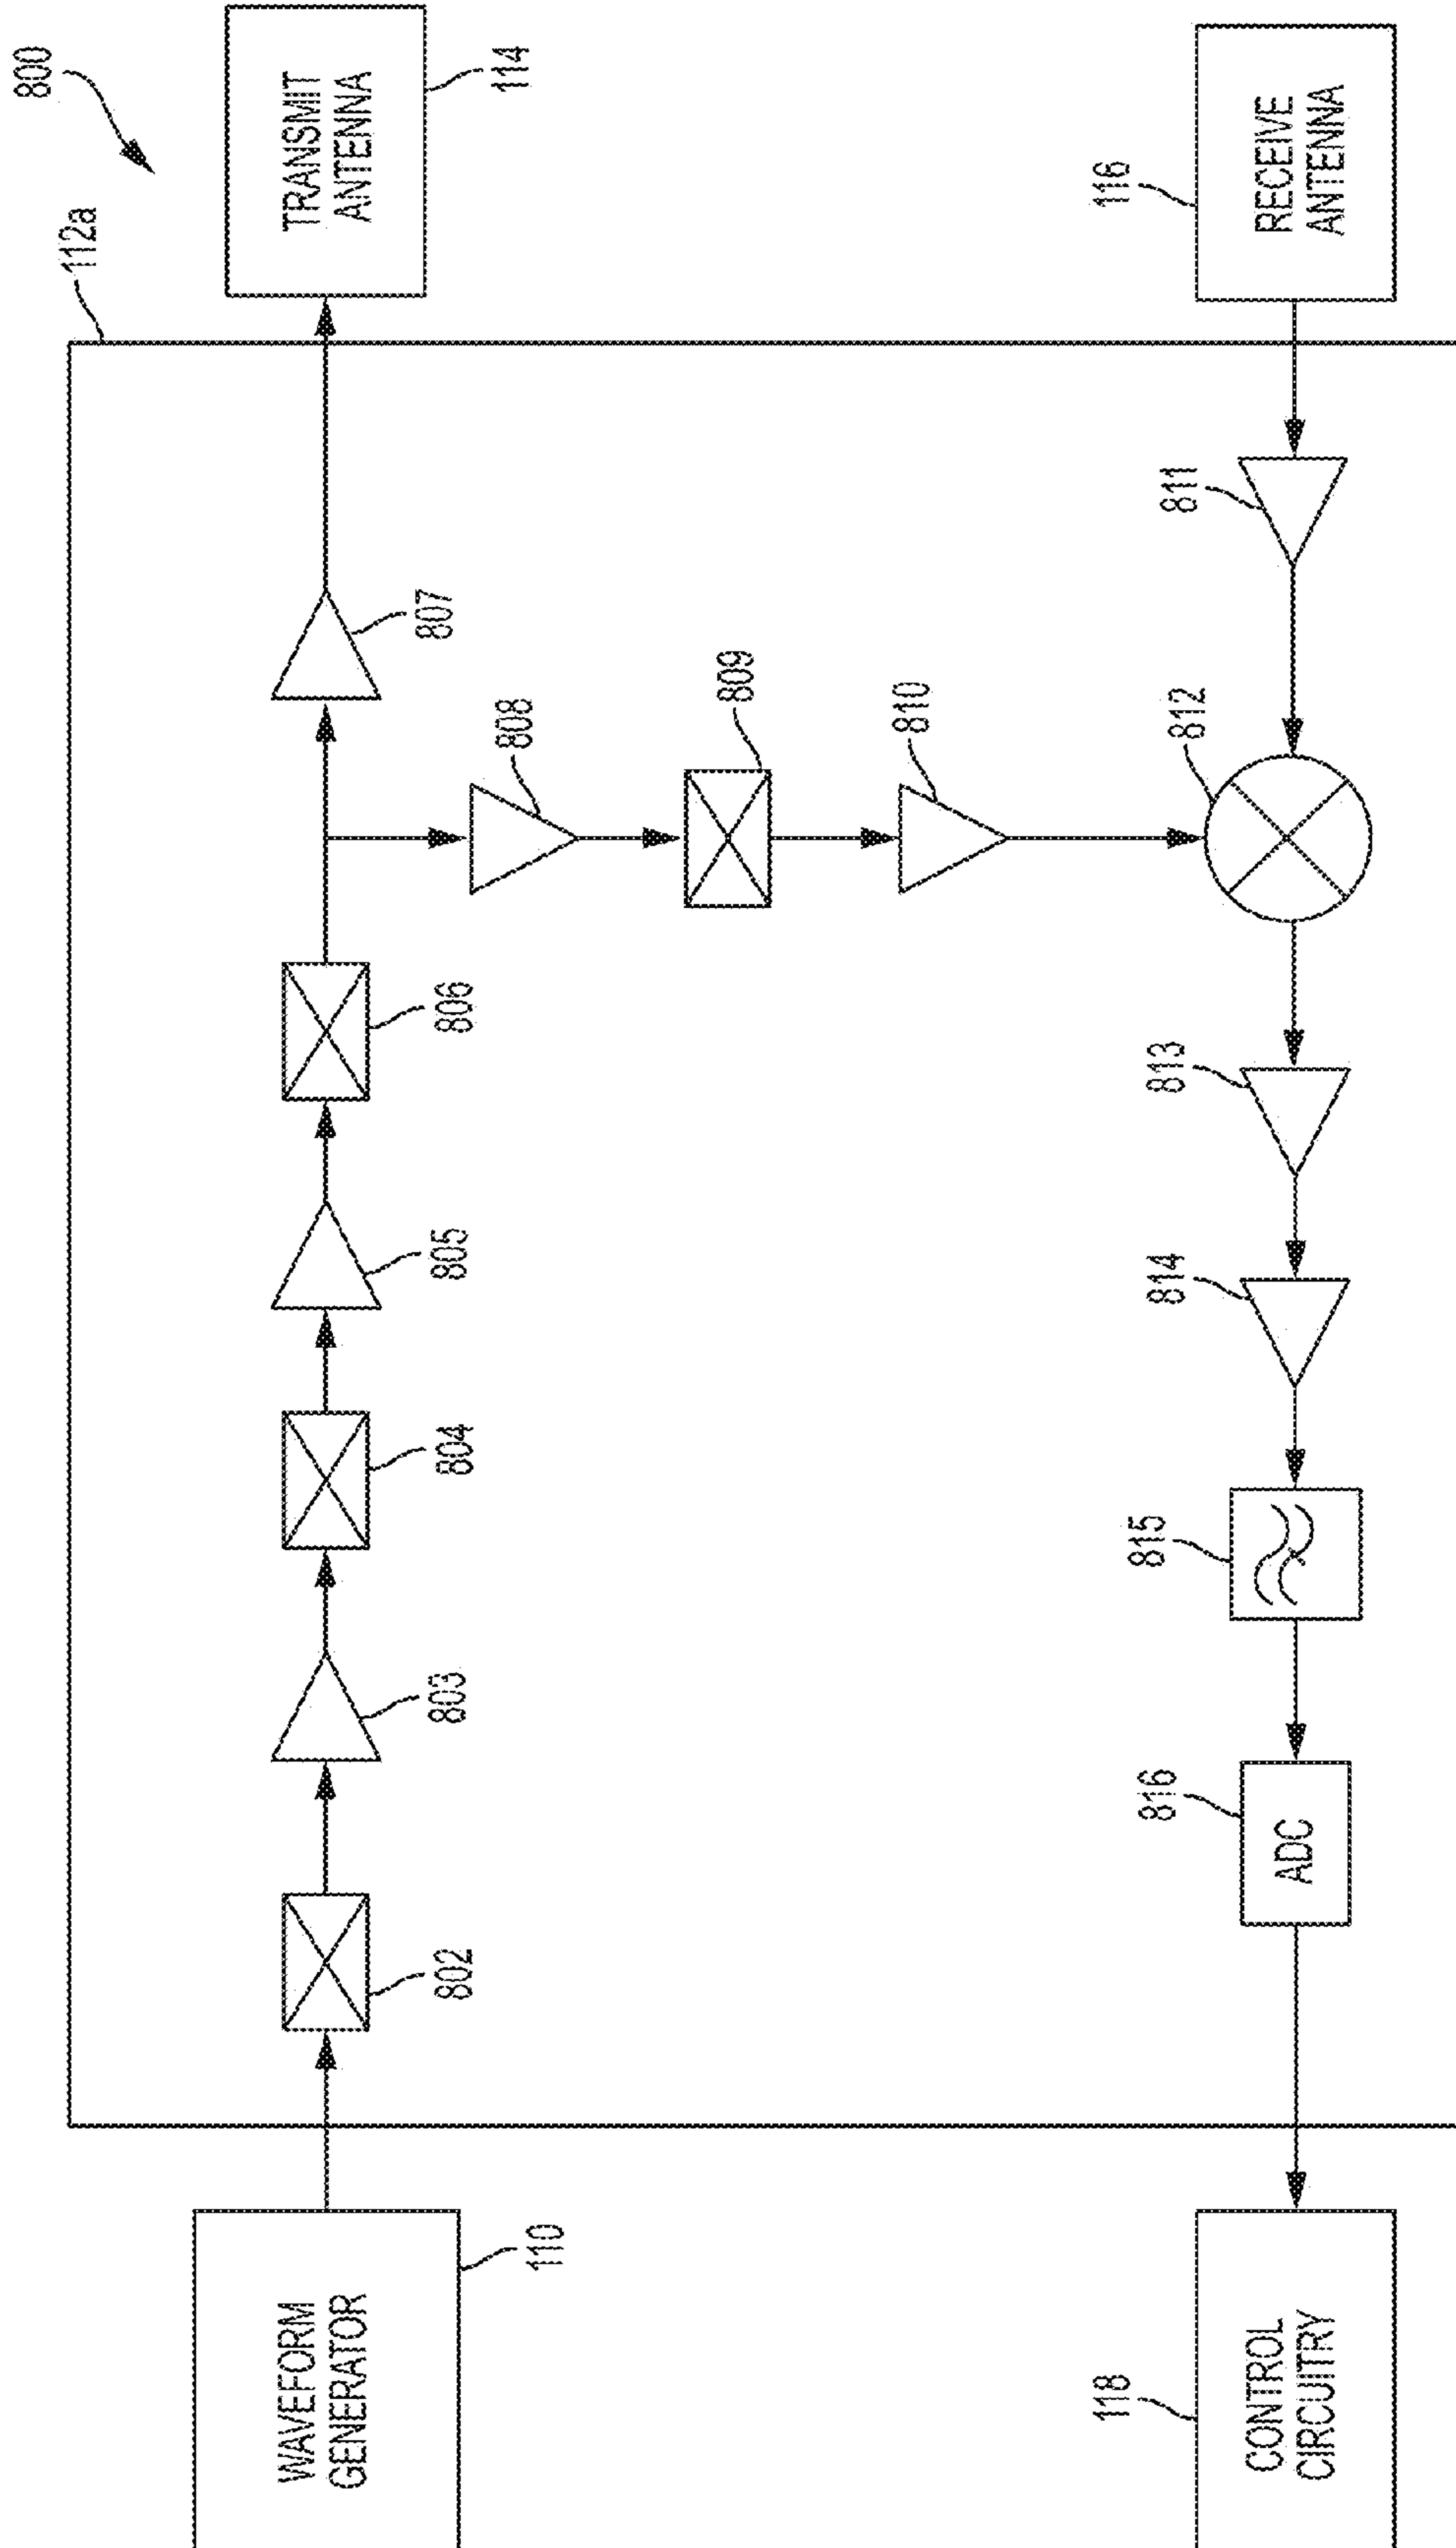 800
112a
WAVEFORM
GENERATOR
110
802
803
804
805
806
807
TRANSMIT
ANTENNA
114
808
809
810
CONTROL
CIRCUITRY
118
ADC
816
815
814
813
812
811
RECEIVE
ANTENNA
116